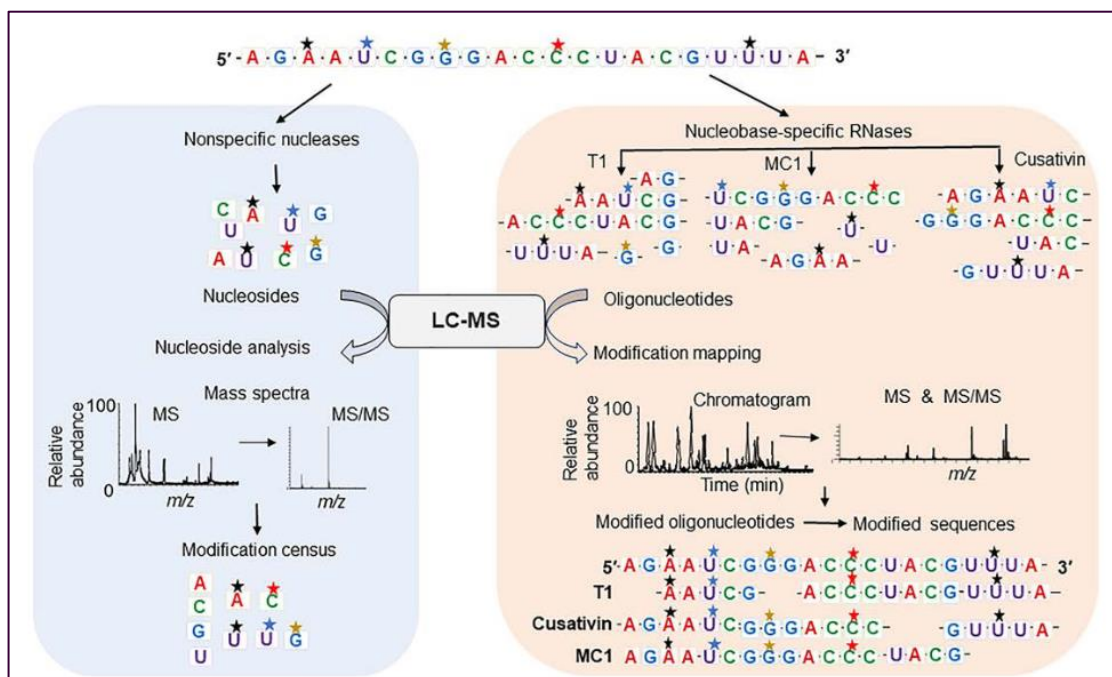 5′ -A·G·A·A·U·C·G·G·G·A·C·C·C·U·A·C·G·U·U·U·A- 3′
Nonspecific nucleases
C A U G
U
A U C G
Nucleosides
Nucleoside analysis
Nucleobase-specific RNases
T1
-A·G-
-A·A·U·C·G-
-A·C·C·C·U·A·C·G-
-U·U·U·A-
-G-
-G-
MC1
-U·C·G·G·G·A·C·C·C
-U·A·C·G-
·U-
-U·A
-U-
-A·G·A·A-
Cusativin
-A·G·A·A·U·C-
-G·G·G·A·C·C·C-
U·A·C-
-G·U·U·U·A-
Oligonucleotides
Modification mapping
LC-MS
Mass spectra
MS
MS/MS
100
0
Relative
abundance
m/z
m/z
Modification census
A
C
G
U
A C
U U G
Chromatogram
MS & MS/MS
100
0
Relative
abundance
Time (min)
m/z
Modified oligonucleotides
Modified sequences
5′-A·G·A·A·U·C·G·G·G·A·C·C·C·U·A·C·G·U·U·U·A- 3′
T1 -A·A·U·C·G- -A·C·C·C·U·A·C·G·U·U·U·A-
Cusativin -A·G·A·A·U·C·G·G·G·A·C·C·C- -G·U·U·U·A-
MC1 -A·G·A·A·U·C·G·G·G·A·C·C·C·U·A·C·G-